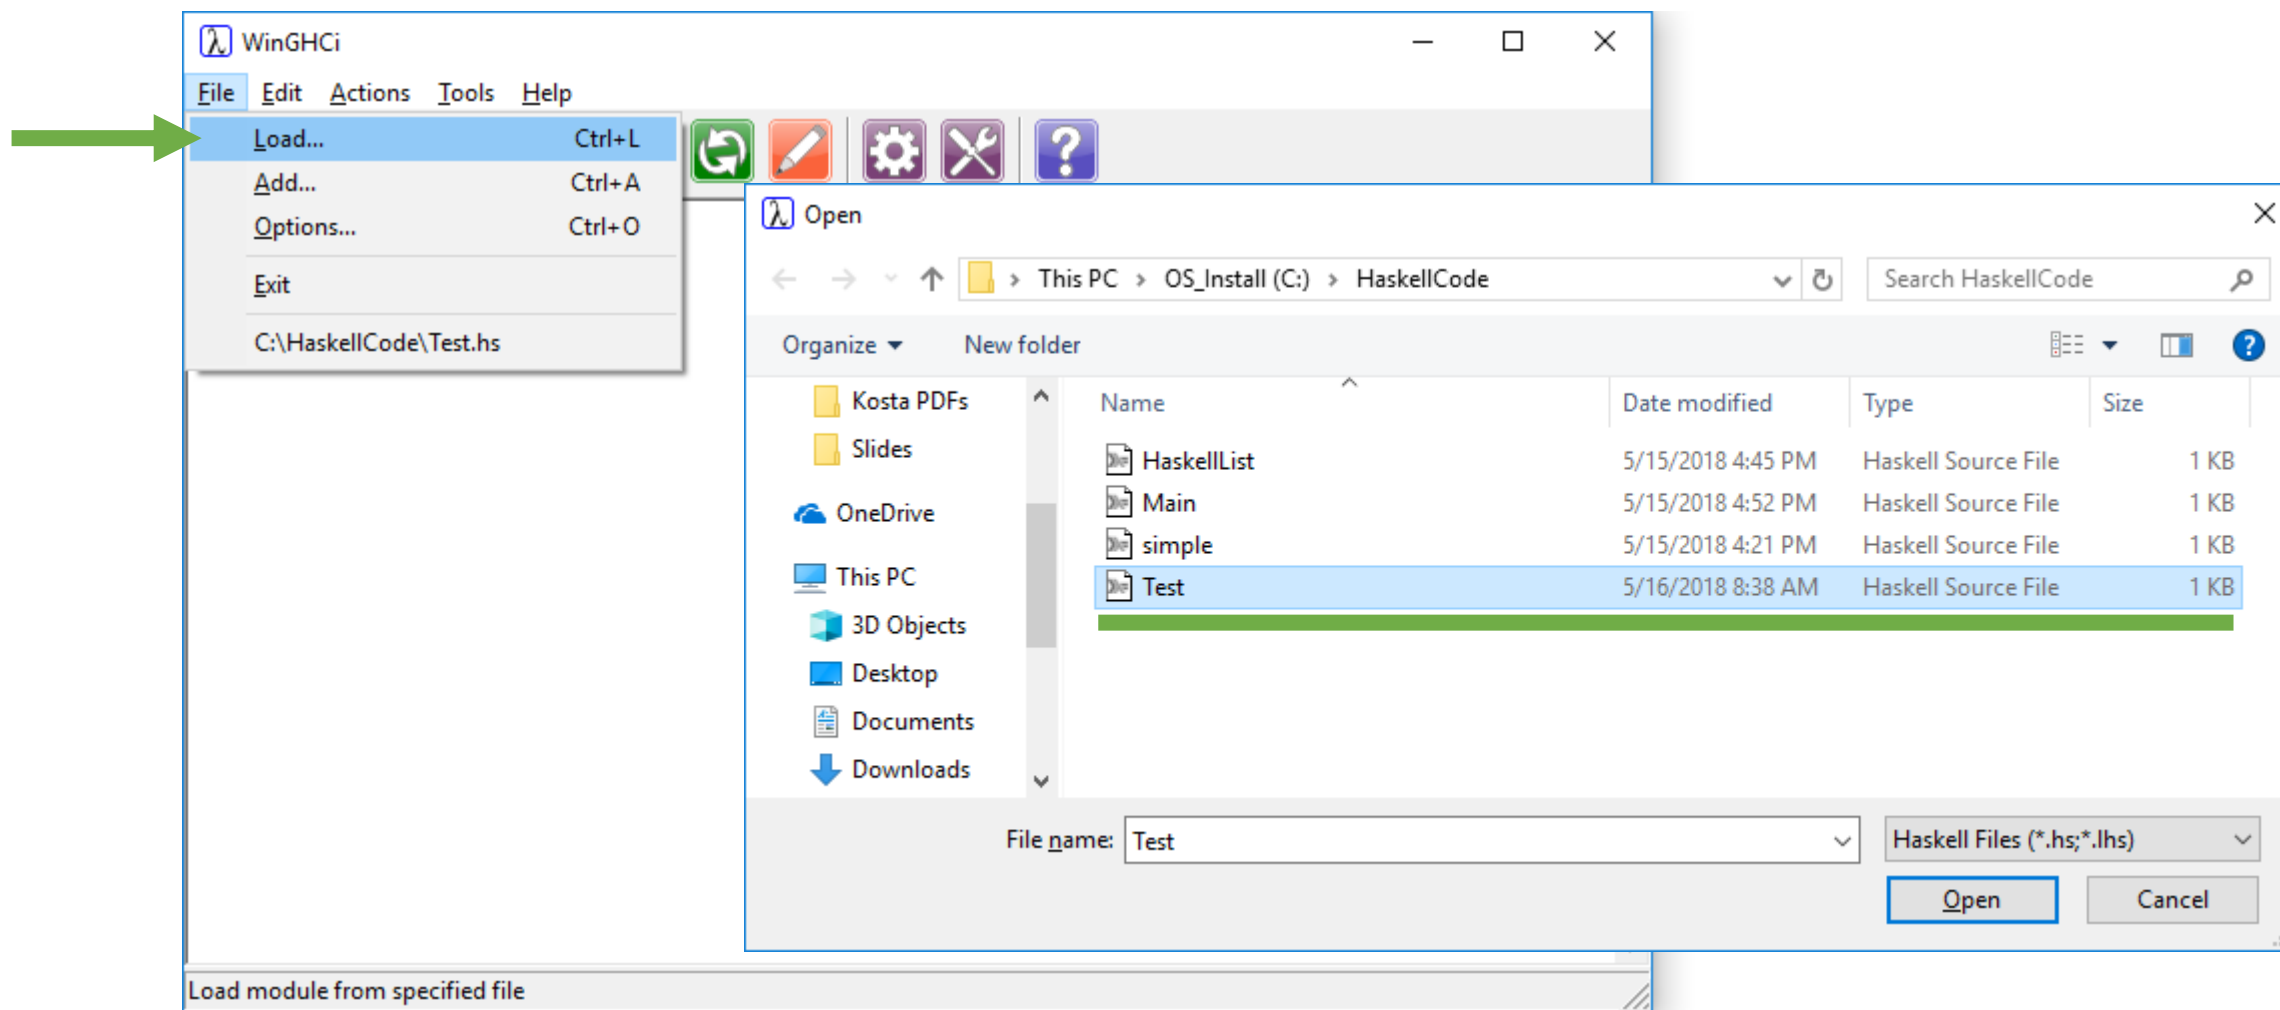 WinGHCi
File Edit Actions Tools Help
Load... Ctrl+L
Add... Ctrl+A
Options... Ctrl+O
Exit
C:\HaskellCode\Test.hs
Open
This PC > OS_Install (C:) > HaskellCode
Search HaskellCode
Organize
New folder
Kosta PDFs
Slides
OneDrive
This PC
3D Objects
Desktop
Documents
Downloads
Name Date modified Type Size
HaskellList 5/15/2018 4:45 PM Haskell Source File 1 KB
Main 5/15/2018 4:52 PM Haskell Source File 1 KB
simple 5/15/2018 4:21 PM Haskell Source File 1 KB
Test 5/16/2018 8:38 AM Haskell Source File 1 KB
File name: Test
Haskell Files (*.hs;*.lhs)
Open Cancel
Load module from specified file